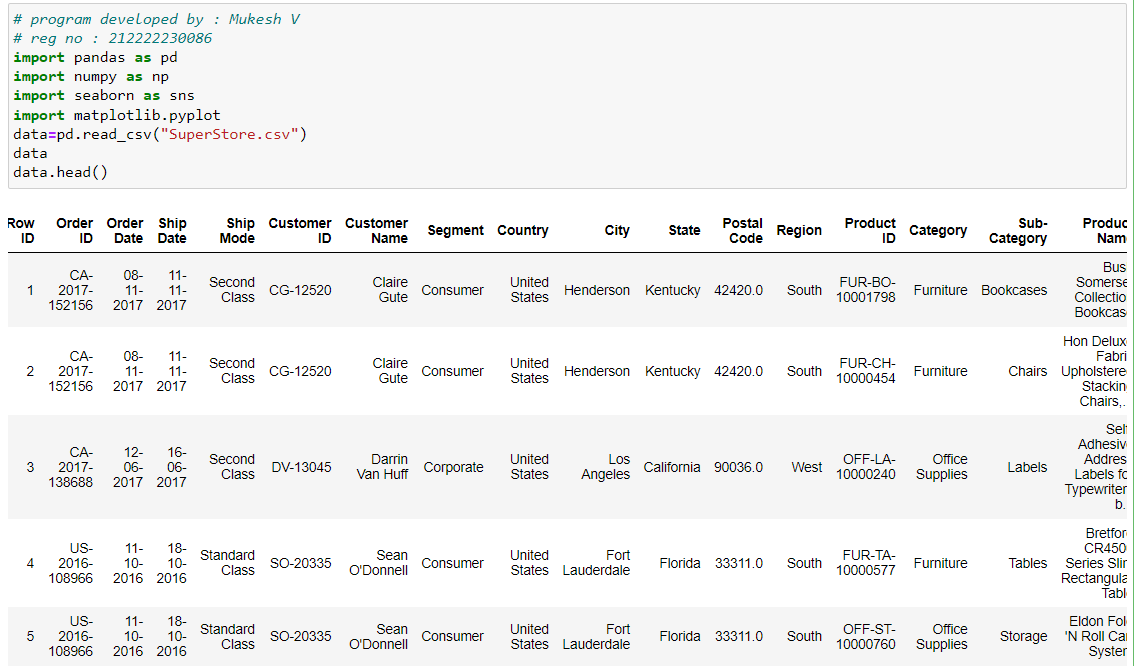 # program developed by : Mukesh V
# reg no : 212222230086
import pandas as pd
import numpy as np
import seaborn as sns
import matplotlib.pyplot
data=pd.read_csv("SuperStore.csv")
data
data.head()
Row ID Order ID Order Date Ship Date Ship Mode Customer ID Customer Name Segment Country City State Postal Code Region Product ID Category Sub-Category Produc Nam
1 CA-2017-152156 08-11-2017 11-11-2017 Second Class CG-12520 Claire Gute Consumer United States Henderson Kentucky 42420.0 South FUR-BO-10001798 Furniture Bookcases Bus Somerse Collectio Bookcas
2 CA-2017-152156 08-11-2017 11-11-2017 Second Class CG-12520 Claire Gute Consumer United States Henderson Kentucky 42420.0 South FUR-CH-10000454 Furniture Chairs Hon Delux Fabri Upholstere Stackin Chairs,.
3 CA-2017-138688 12-06-2017 16-06-2017 Second Class DV-13045 Darrin Van Huff Corporate United States Los Angeles California 90036.0 West OFF-LA-10000240 Office Supplies Labels Self Adhesiv Addres Labels fo Typewriter b.
4 US-2016-108966 11-10-2016 18-10-2016 Standard Class SO-20335 Sean O'Donnell Consumer United States Fort Lauderdale Florida 33311.0 South FUR-TA-10000577 Furniture Tables Bretfor CR450 Series Slir Rectangula Tabl
5 US-2016-108966 11-10-2016 18-10-2016 Standard Class SO-20335 Sean O'Donnell Consumer United States Fort Lauderdale Florida 33311.0 South OFF-ST-10000760 Office Supplies Storage Eldon Fol 'N Roll Car Syster